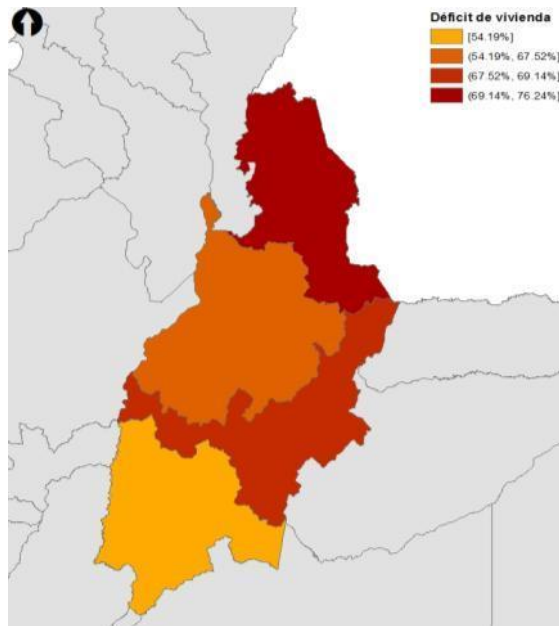 Déficit de vivienda
[54.19%]
(54.19%, 67.52%]
(67.52%, 69.14%]
(69.14%, 76.24%]